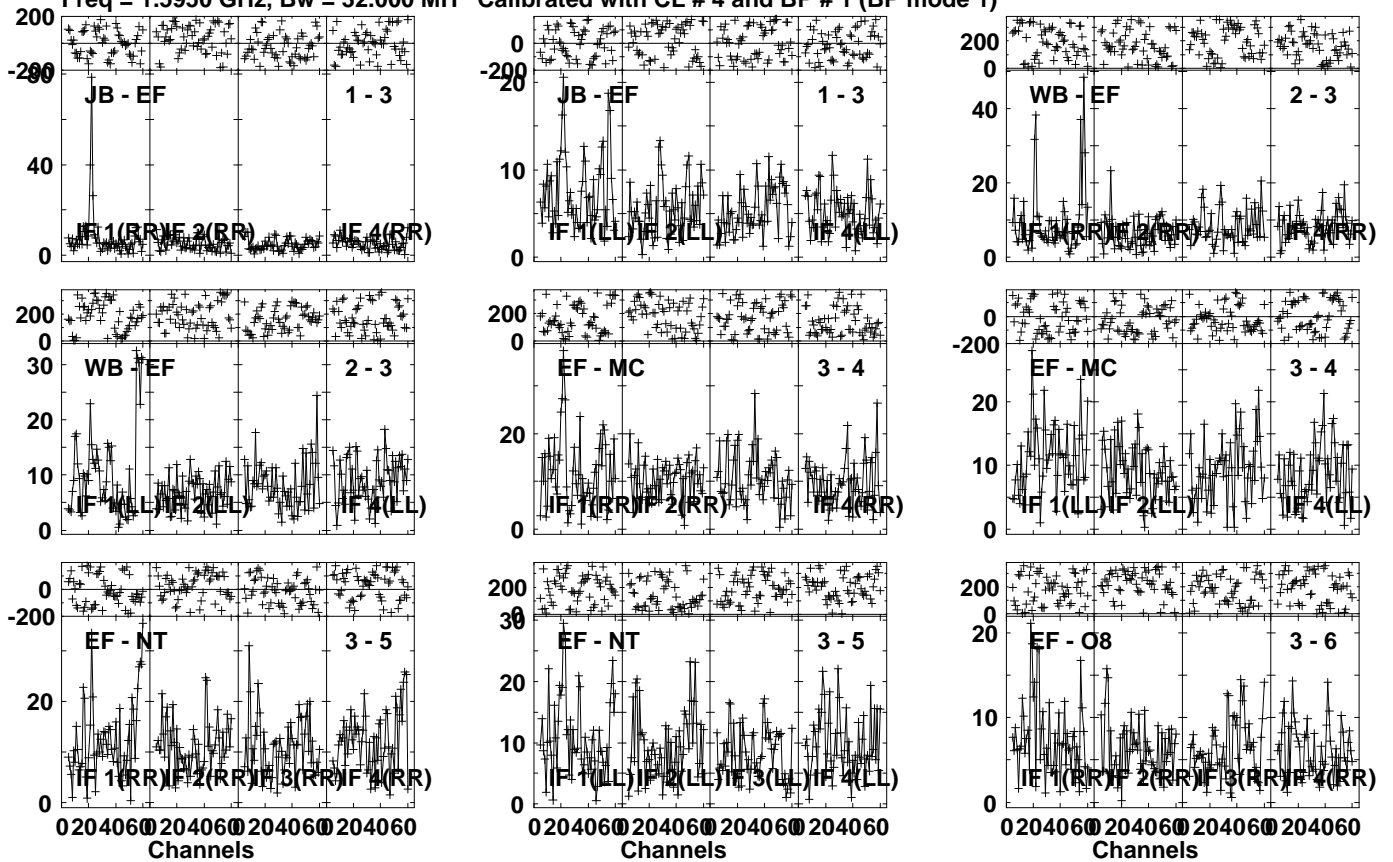 Freq = 1.5950 GHz, Bw = 32.000 MH Calibrated with CL # 4 and BP # 1 (BP mode 1)
200
0
-200
80
40
0
JB - EF 1 - 3
IF 1(RR) IF 2(RR) IF 4(RR)
200
0
-200
20
10
0
JB - EF 1 - 3
IF 1(LL) IF 2(LL) IF 4(LL)
200
0
40
20
0
WB - EF 2 - 3
IF 1(RR) IF 2(RR) IF 4(RR)
200
0
30
20
10
0
WB - EF 2 - 3
IF 1(LL) IF 2(LL) IF 4(LL)
200
0
20
0
EF - MC 3 - 4
IF 1(RR) IF 2(RR) IF 4(RR)
0
-200
20
10
0
EF - MC 3 - 4
IF 1(LL) IF 2(LL) IF 4(LL)
0
-200
20
0
EF - NT 3 - 5
IF 1(RR) IF 2(RR) IF 3(RR) IF 4(RR)
0 20 40 60 0 20 40 60 0 20 40 60 0 20 40 60
Channels
200
0
30
20
10
0
EF - NT 3 - 5
IF 1(LL) IF 2(LL) IF 3(LL) IF 4(LL)
0 20 40 60 0 20 40 60 0 20 40 60 0 20 40 60
Channels
200
0
20
10
0
EF - O8 3 - 6
IF 1(RR) IF 2(RR) IF 3(RR) IF 4(RR)
0 20 40 60 0 20 40 60 0 20 40 60 0 20 40 60
Channels